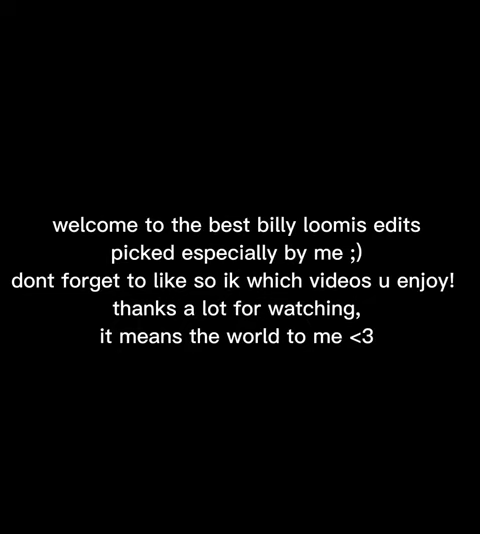 welcome to the best billy loomis edits
picked especially by me ;)
dont forget to like so ik which videos u enjoy!
thanks a lot for watching,
it means the world to me <3